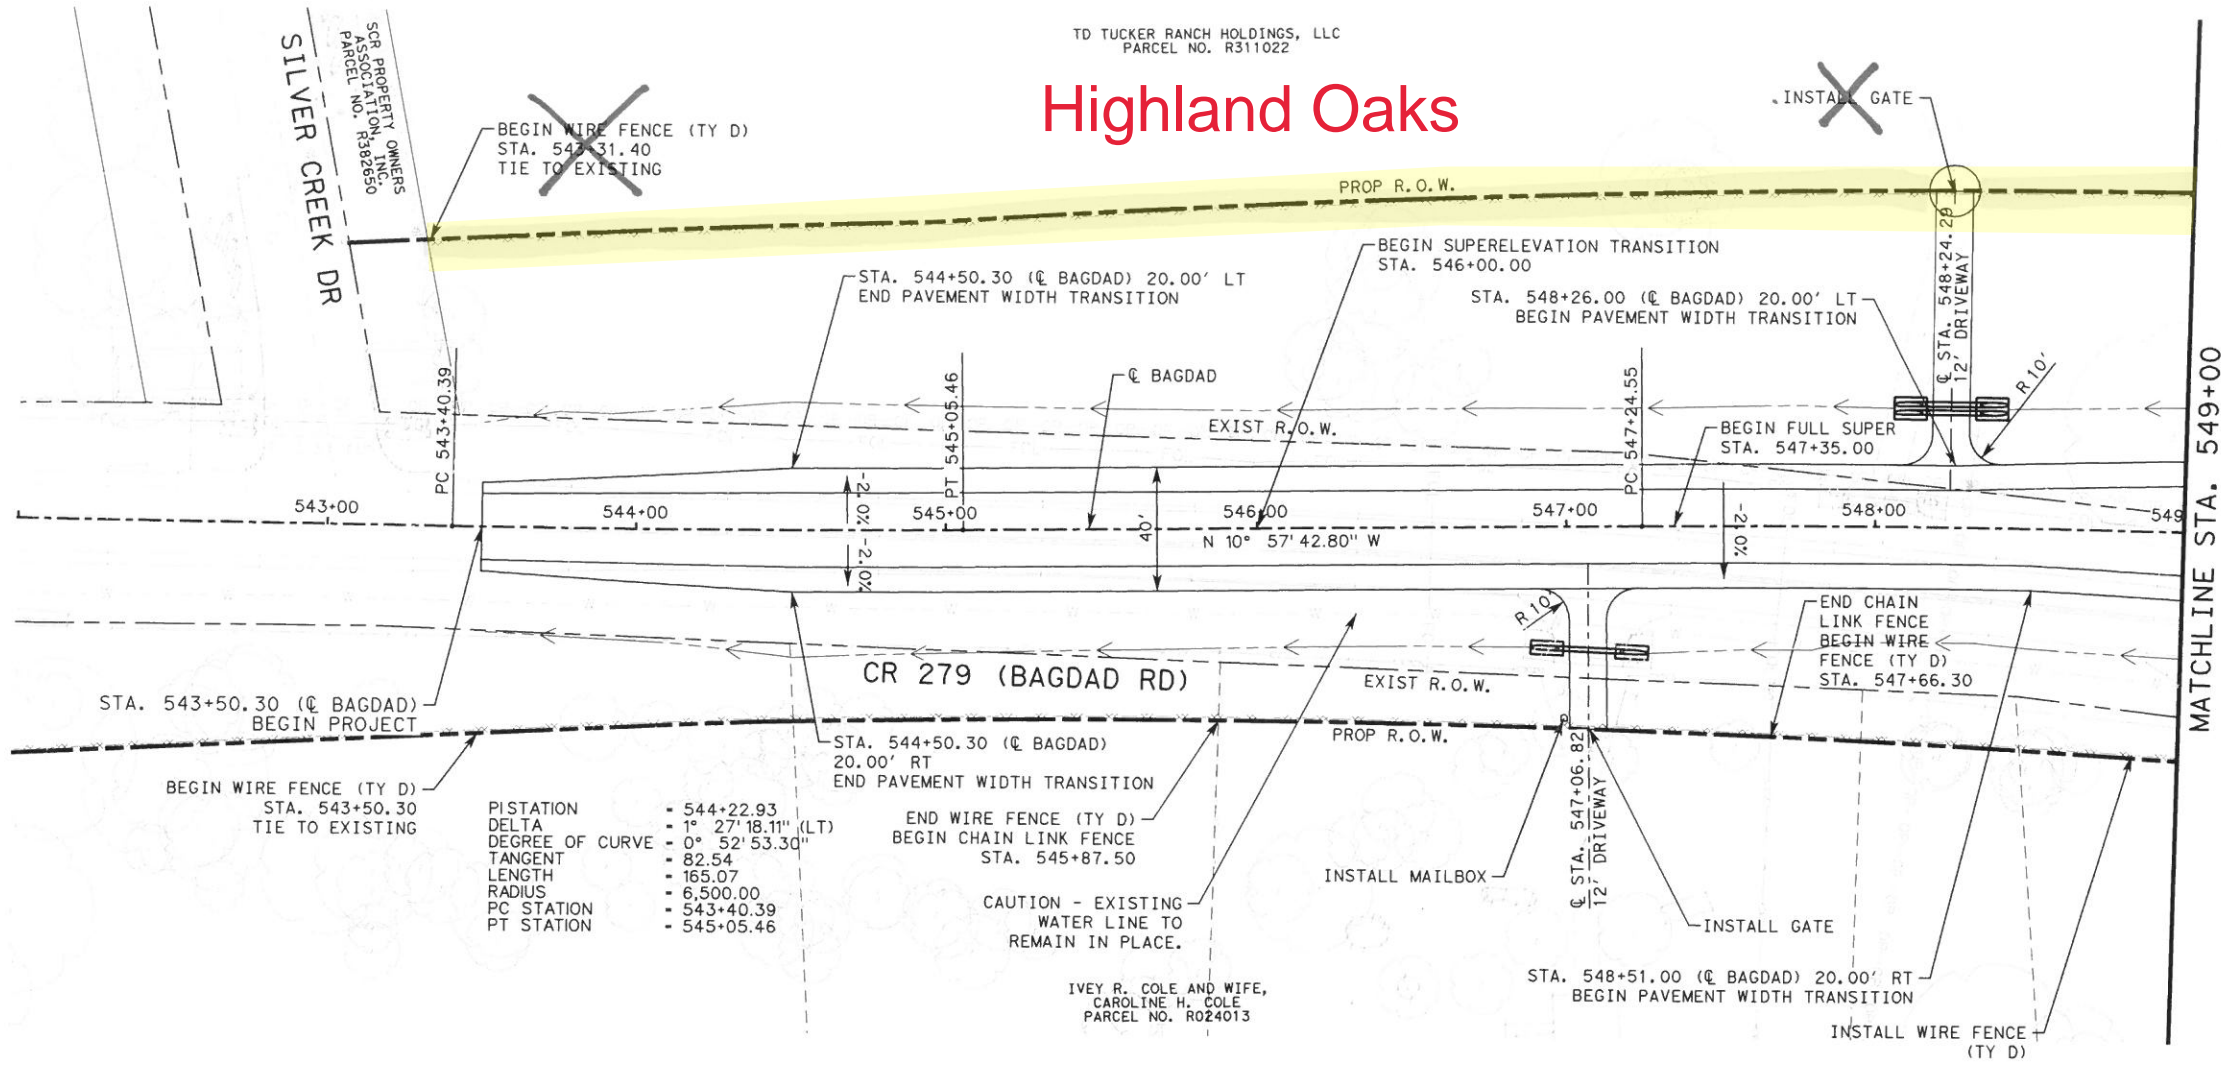 TD TUCKER RANCH HOLDINGS, LLC
PARCEL NO. R311022
Highland Oaks
SILVER CREEK DR
SCR PROPERTY OWNERS
ASSOCIATION, INC.
PARCEL NO. R382650
BEGIN WIRE FENCE (TY D)
STA. 543+31.40
TIE TO EXISTING
INSTALL GATE
PROP R.O.W.
BEGIN SUPERELEVATION TRANSITION
STA. 546+00.00
STA. 544+50.30 (℄ BAGDAD) 20.00' LT
END PAVEMENT WIDTH TRANSITION
STA. 548+26.00 (℄ BAGDAD) 20.00' LT
BEGIN PAVEMENT WIDTH TRANSITION
℄ STA. 548+24.29
12' DRIVEWAY
R 10'
PC 543+40.39
PT 545+05.46
℄ BAGDAD
PC 547+24.55
EXIST R.O.W.
BEGIN FULL SUPER
STA. 547+35.00
543+00
544+00
545+00
546+00
547+00
548+00
549
-2.0%
-2.0%
40'
-2.0%
N 10° 57' 42.80" W
MATCHLINE STA. 549+00
R 10'
END CHAIN
LINK FENCE
BEGIN WIRE
FENCE (TY D)
STA. 547+66.30
CR 279 (BAGDAD RD)
EXIST R.O.W.
PROP R.O.W.
STA. 543+50.30 (℄ BAGDAD)
BEGIN PROJECT
STA. 544+50.30 (℄ BAGDAD)
20.00' RT
END PAVEMENT WIDTH TRANSITION
BEGIN WIRE FENCE (TY D)
STA. 543+50.30
TIE TO EXISTING
PI STATION - 544+22.93
DELTA - 1° 27' 18.11" (LT)
DEGREE OF CURVE - 0° 52' 53.30"
TANGENT - 82.54
LENGTH - 165.07
RADIUS - 6,500.00
PC STATION - 543+40.39
PT STATION - 545+05.46
END WIRE FENCE (TY D)
BEGIN CHAIN LINK FENCE
STA. 545+87.50
CAUTION - EXISTING
WATER LINE TO
REMAIN IN PLACE.
INSTALL MAILBOX
℄ STA. 547+06.82
12' DRIVEWAY
INSTALL GATE
STA. 548+51.00 (℄ BAGDAD) 20.00' RT
BEGIN PAVEMENT WIDTH TRANSITION
IVEY R. COLE AND WIFE,
CAROLINE H. COLE
PARCEL NO. R024013
INSTALL WIRE FENCE
(TY D)